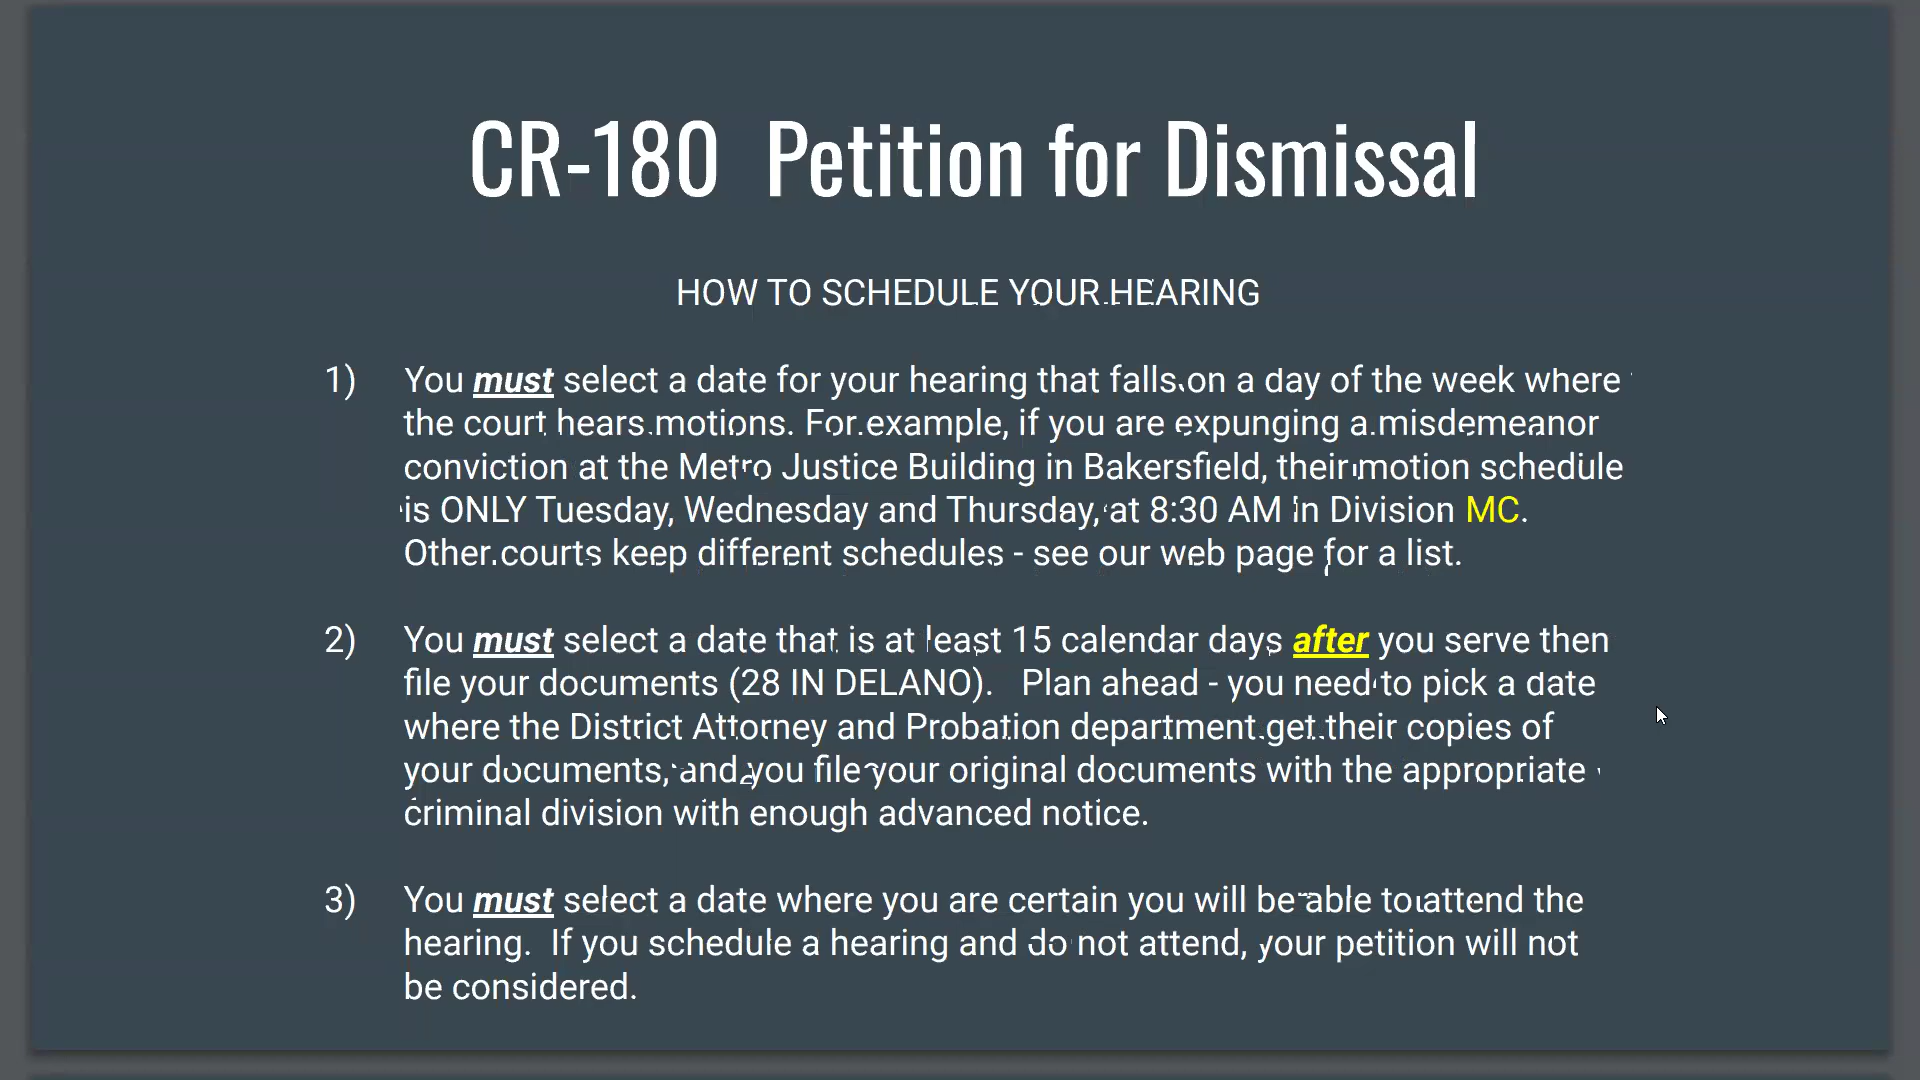 CR-180 Petition for Dismissal
HOW TO SCHEDULE YOUR HEARING
1) You must select a date for your hearing that falls on a day of the week where
the court hears motions. For example, if you are expunging a misdemeanor
conviction at the Metro Justice Building in Bakersfield, their motion schedule
is ONLY Tuesday, Wednesday and Thursday, at 8:30 AM in Division MC.
Other courts keep different schedules - see our web page for a list.
2) You must select a date that is at least 15 calendar days after you serve then
file your documents (28 IN DELANO). Plan ahead - you need to pick a date
where the District Attorney and Probation department get their copies of
your documents, and you file your original documents with the appropriate
criminal division with enough advanced notice.
3) You must select a date where you are certain you will be able to attend the
hearing. If you schedule a hearing and do not attend, your petition will not
be considered.